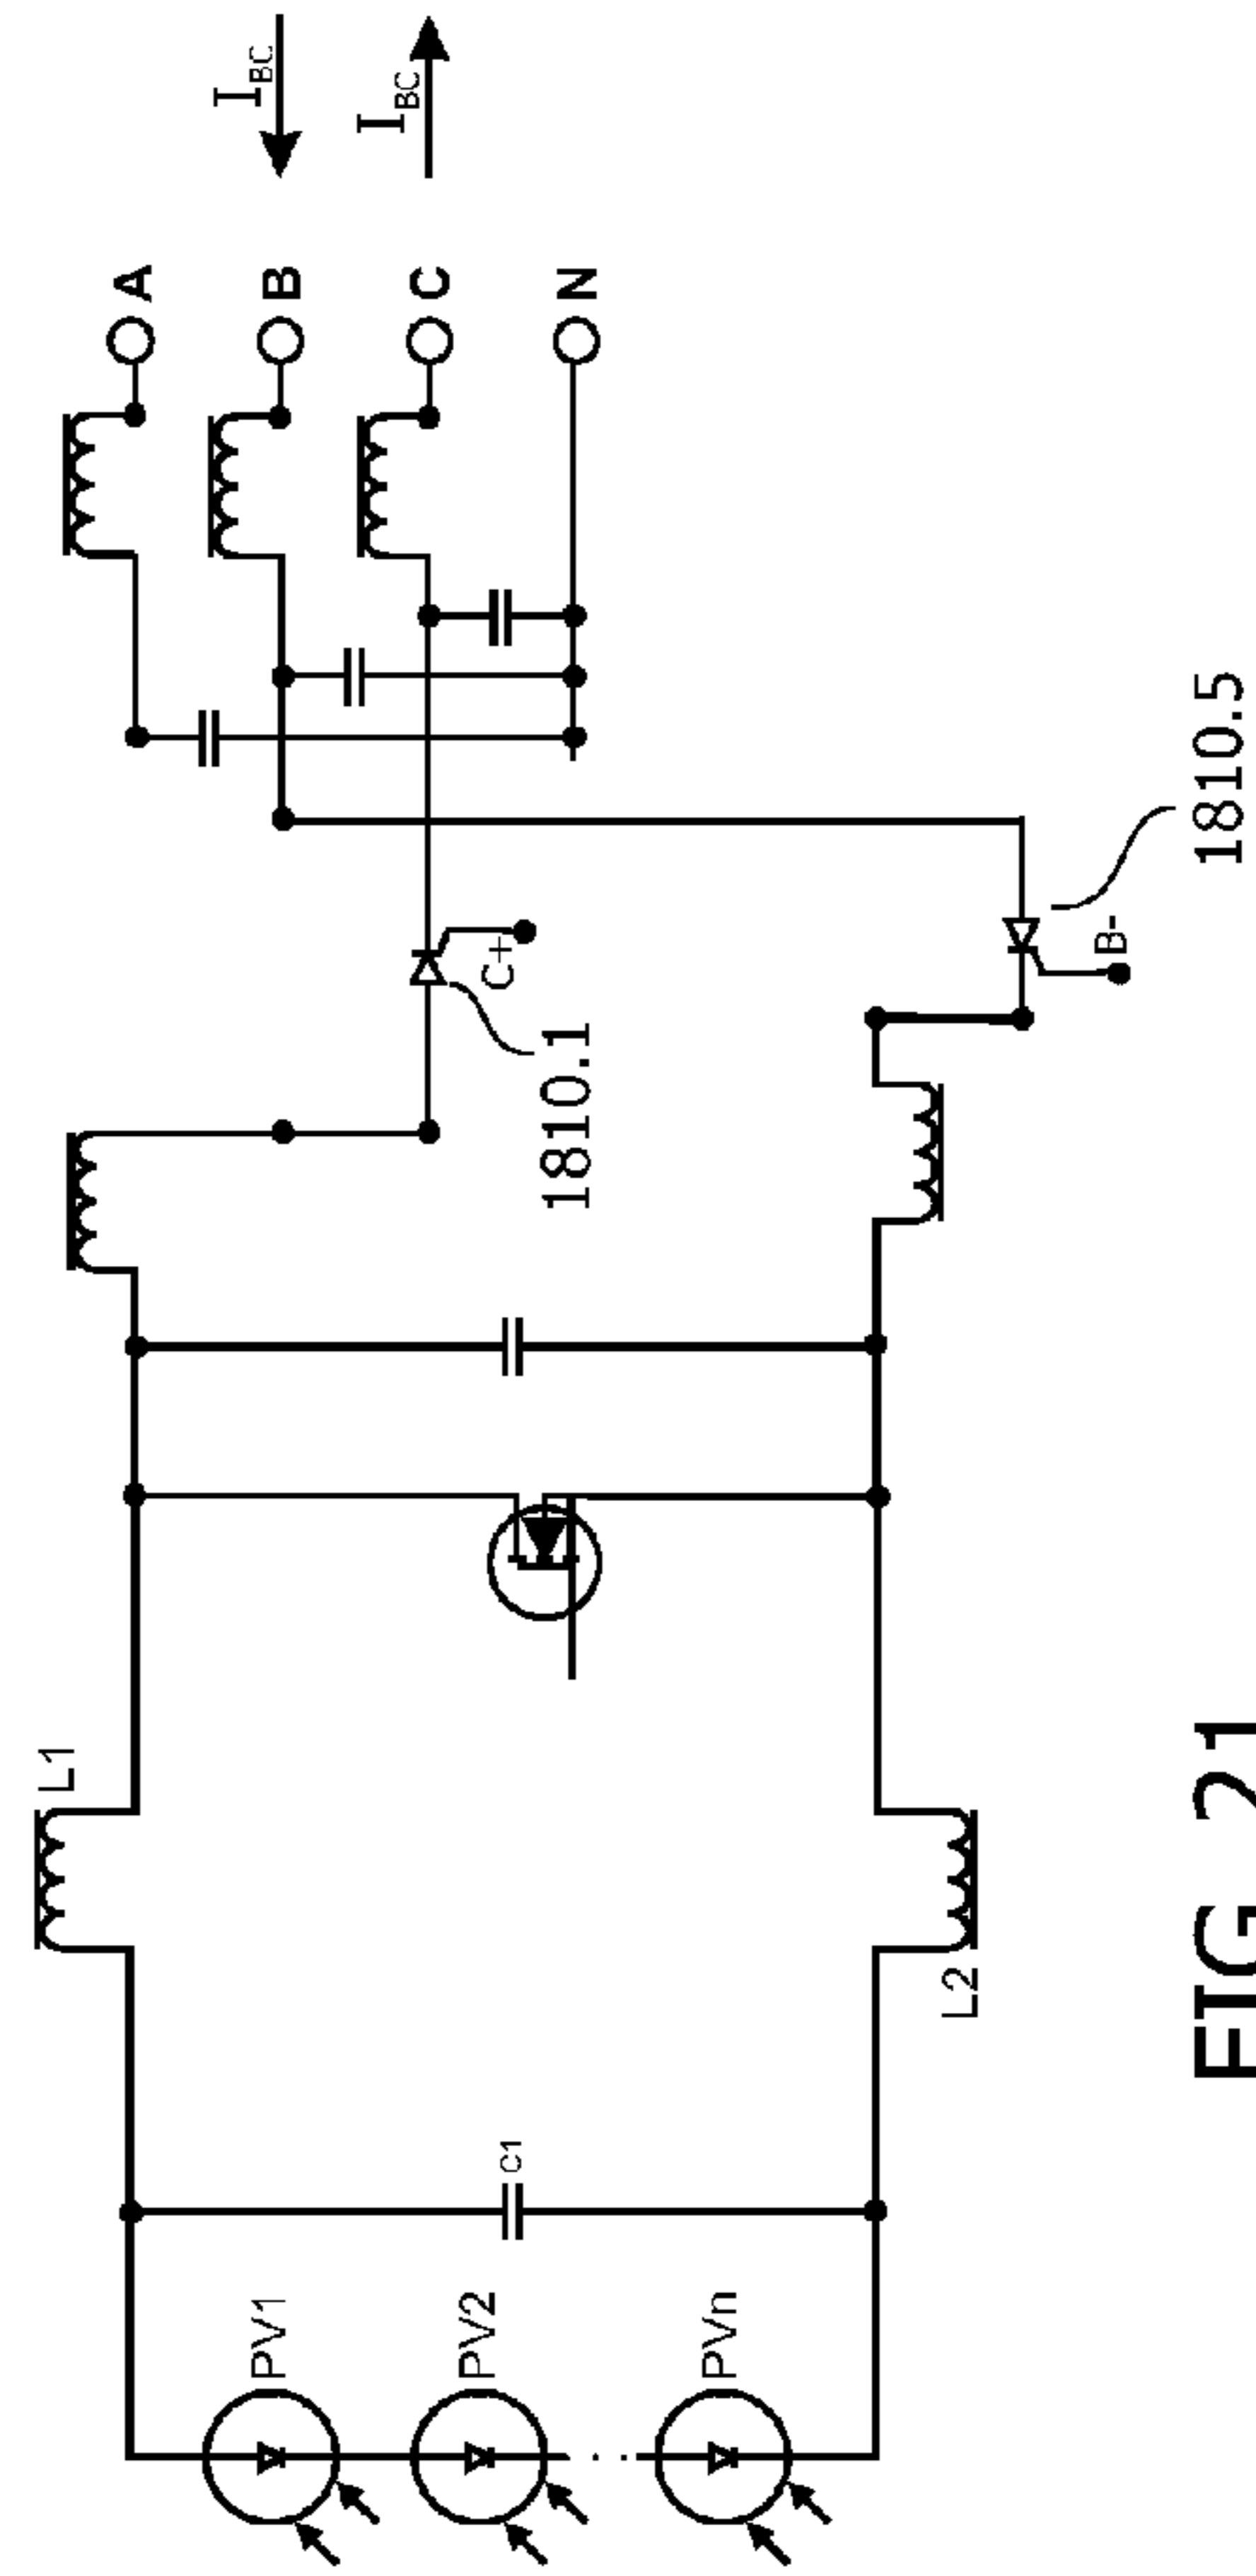 PV1
PV2
PVn
C1
L1
L2
1810.1
C+
1810.5
B-
A
B
C
N
I_BC
I_BC
FIG 21